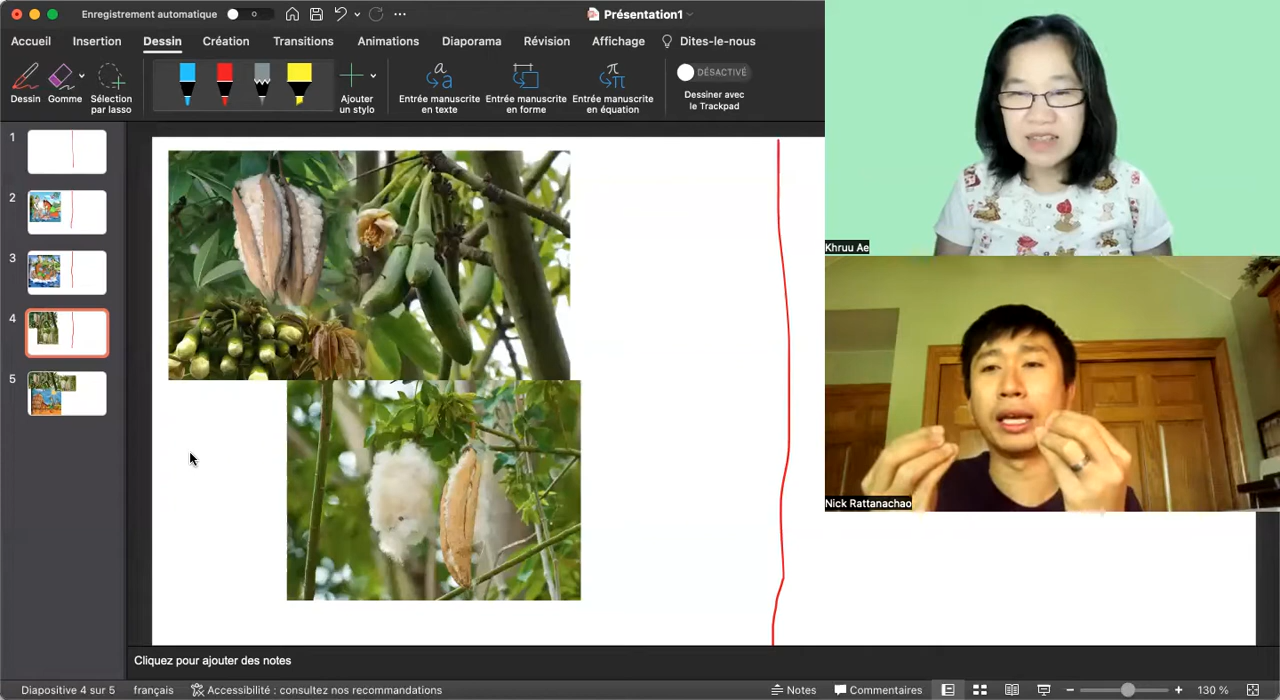 Enregistrement automatique
Présentation1
Accueil Insertion Dessin Création Transitions Animations Diaporama Révision Affichage Dites-le-nous
DÉSACTIVÉ
Dessin Gomme Sélection par lasso Ajouter un stylo Entrée manuscrite en texte Entrée manuscrite en forme Entrée manuscrite en équation Dessiner avec le Trackpad
1
2
3
4
5
Khruu Ae
Nick Rattanachao
Cliquez pour ajouter des notes
Diapositive 4 sur 5 français Accessibilité : consultez nos recommandations Notes Commentaires 130 %